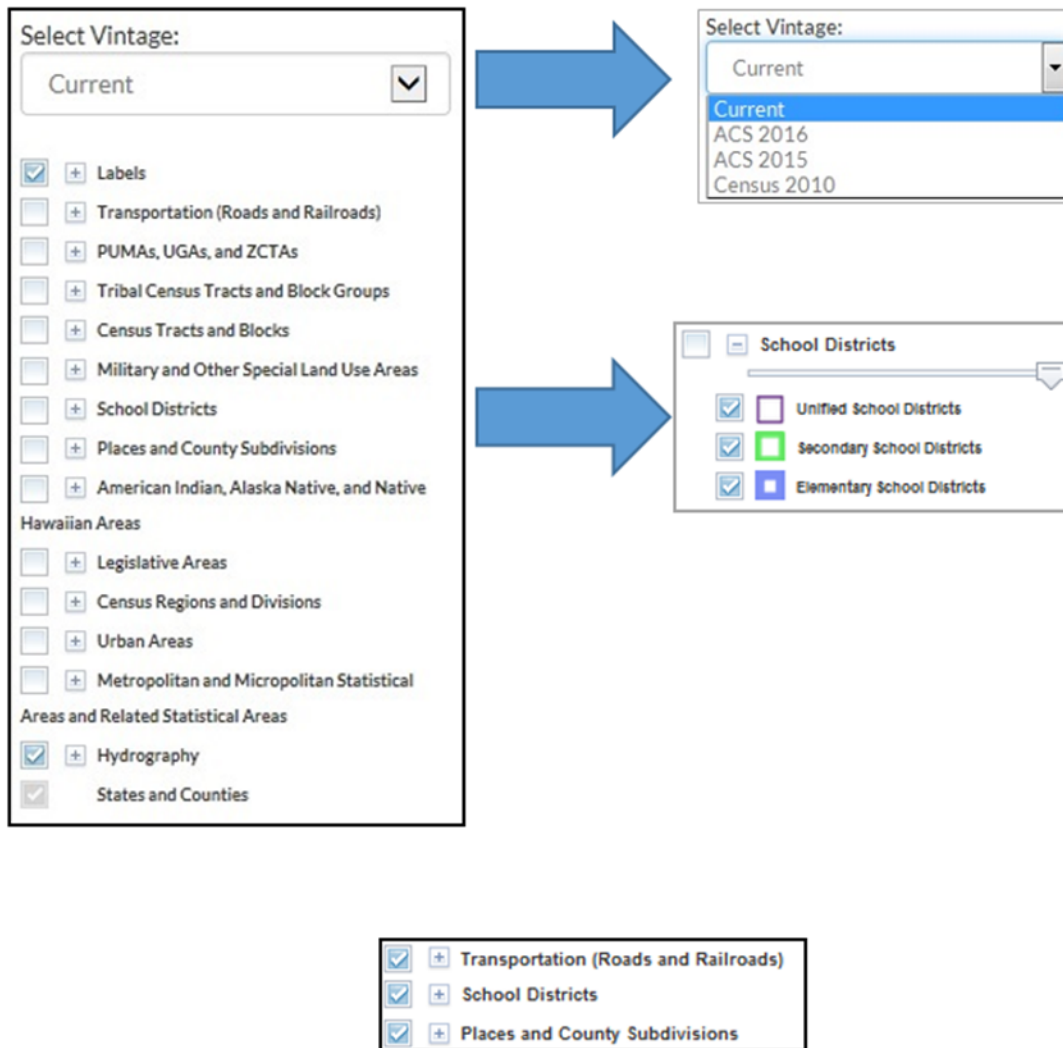 Select Vintage:
Current
Labels
Transportation (Roads and Railroads)
PUMAs, UGAs, and ZCTAs
Tribal Census Tracts and Block Groups
Census Tracts and Blocks
Military and Other Special Land Use Areas
School Districts
Places and County Subdivisions
American Indian, Alaska Native, and Native
Hawaiian Areas
Legislative Areas
Census Regions and Divisions
Urban Areas
Metropolitan and Micropolitan Statistical
Areas and Related Statistical Areas
Hydrography
States and Counties
Select Vintage:
Current
Current
ACS 2016
ACS 2015
Census 2010
School Districts
Unified School Districts
Secondary School Districts
Elementary School Districts
Transportation (Roads and Railroads)
School Districts
Places and County Subdivisions